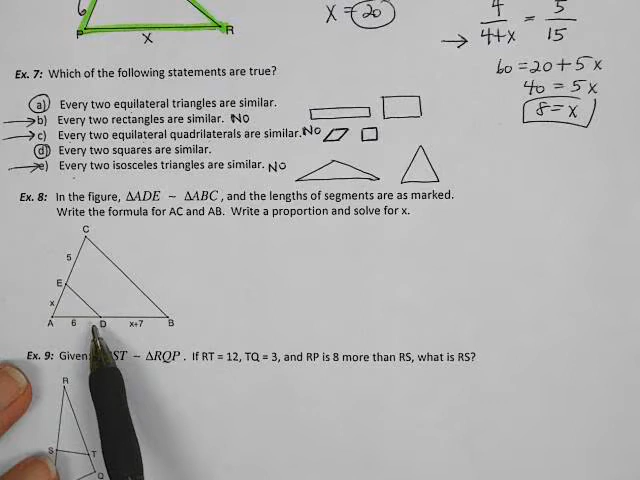 6
P
x
R
x = 20
4/4+x = 5/15
60 = 20 + 5x
40 = 5x
8 = x
Ex. 7: Which of the following statements are true?
a) Every two equilateral triangles are similar.
b) Every two rectangles are similar. NO
c) Every two equilateral quadrilaterals are similar. NO
d) Every two squares are similar.
e) Every two isosceles triangles are similar. NO
Ex. 8: In the figure, ΔADE ~ ΔABC, and the lengths of segments are as marked.
Write the formula for AC and AB. Write a proportion and solve for x.
C
5
E
x
A 6 D x+7 B
Ex. 9: Given ST ~ ΔRQP. If RT = 12, TQ = 3, and RP is 8 more than RS, what is RS?
R
S
T
Q